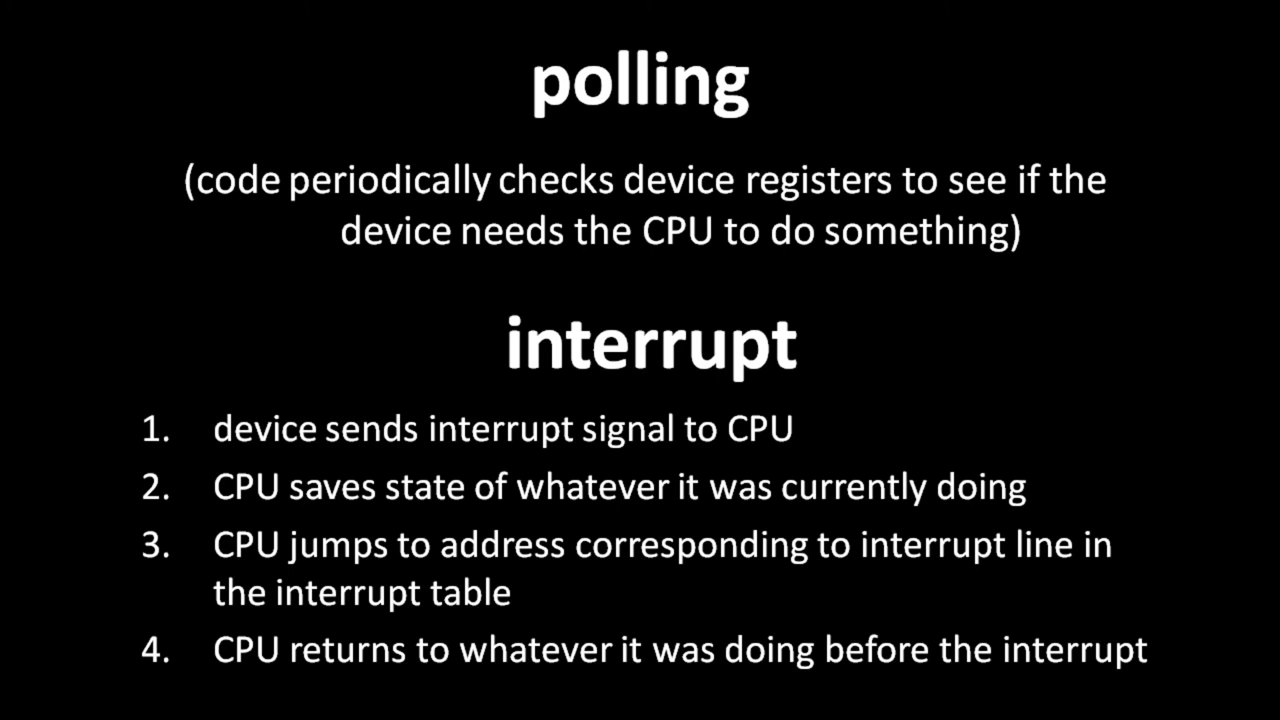 polling
(code periodically checks device registers to see if the
device needs the CPU to do something)
interrupt
1. device sends interrupt signal to CPU
2. CPU saves state of whatever it was currently doing
3. CPU jumps to address corresponding to interrupt line in
the interrupt table
4. CPU returns to whatever it was doing before the interrupt